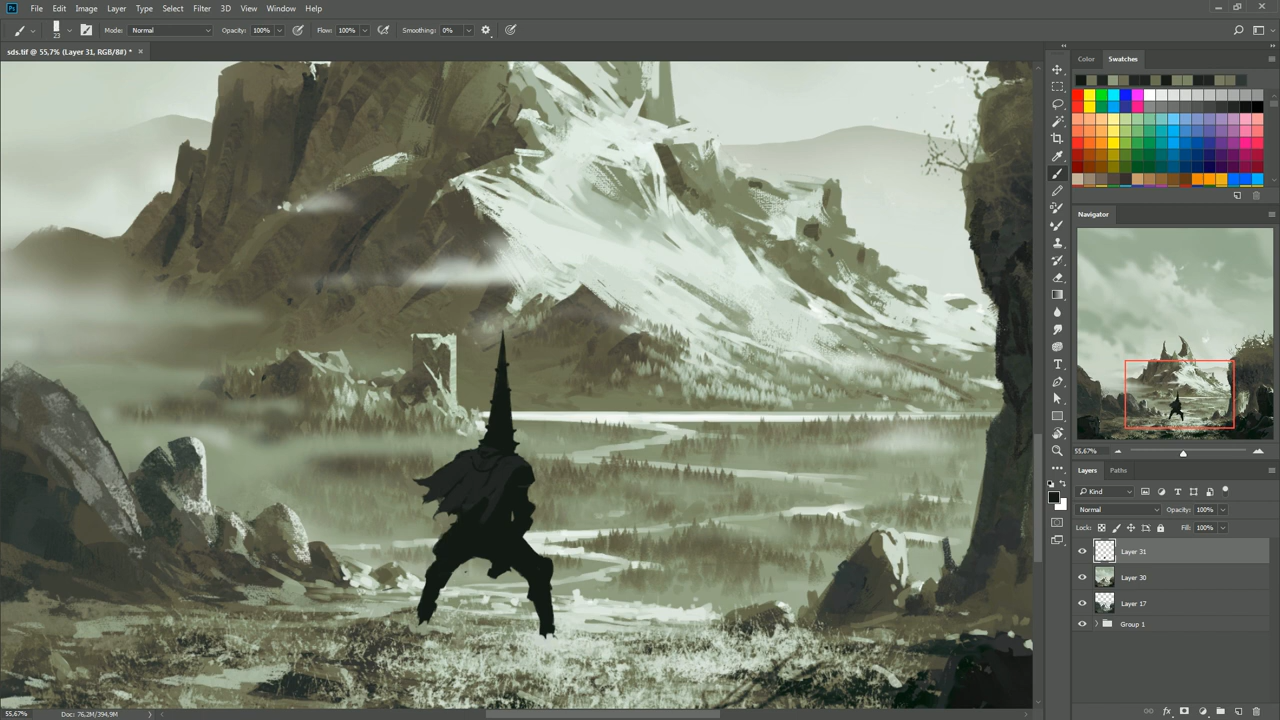 Ps File Edit Image Layer Type Select Filter 3D View Window Help
23 Mode: Normal Opacity: 100% Flow: 100% Smoothing: 0%
sds.tif @ 55,7% (Layer 31, RGB/8#) * ×
Color Swatches
Navigator
55,67%
Layers Paths
Kind
Normal Opacity: 100%
Lock: Fill: 100%
Layer 31
Layer 30
Layer 17
Group 1
55,67% Doc: 76,2M/394,9M